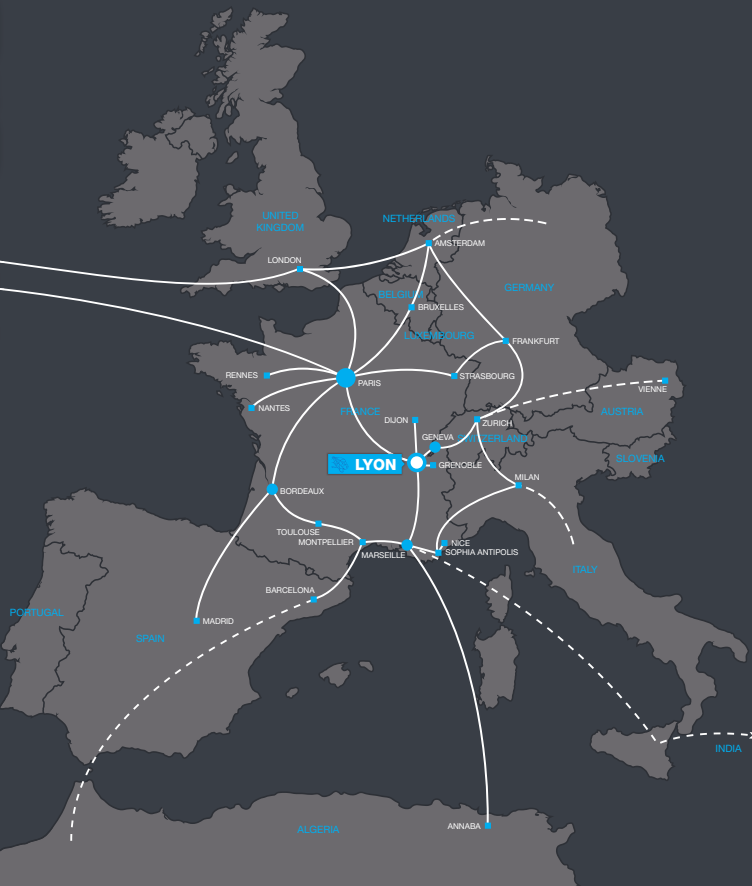 UNITED
KINGDOM
NETHERLANDS
AMSTERDAM
LONDON
GERMANY
BELGIUM
BRUXELLES
LUXEMBOURG
FRANKFURT
RENNES
PARIS
STRASBOURG
VIENNE
NANTES
FRANCE
AUSTRIA
DIJON
ZURICH
GENEVA
SWITZERLAND
LYON
GRENOBLE
SLOVENIA
MILAN
BORDEAUX
TOULOUSE
MONTPELLIER
NICE
MARSEILLE
SOPHIA ANTIPOLIS
ITALY
BARCELONA
PORTUGAL
MADRID
SPAIN
INDIA
ALGERIA
ANNABA